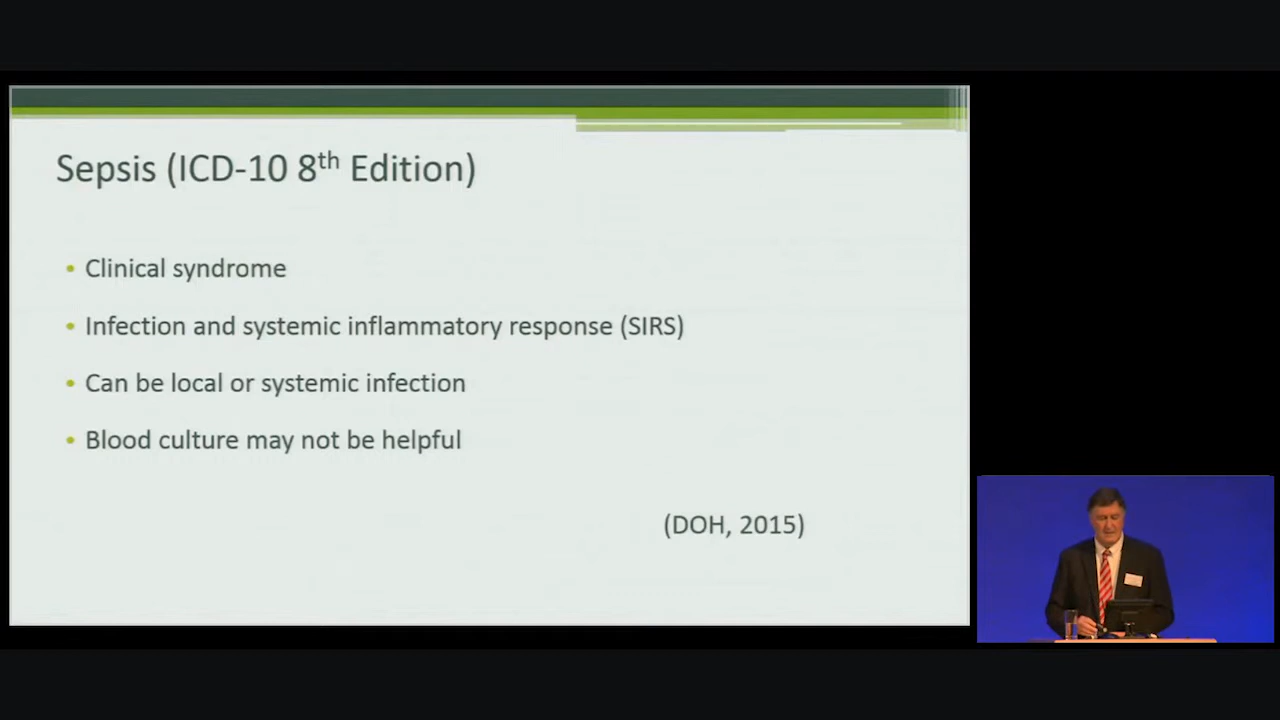 Sepsis (ICD-10 8th Edition)
• Clinical syndrome
• Infection and systemic inflammatory response (SIRS)
• Can be local or systemic infection
• Blood culture may not be helpful
(DOH, 2015)